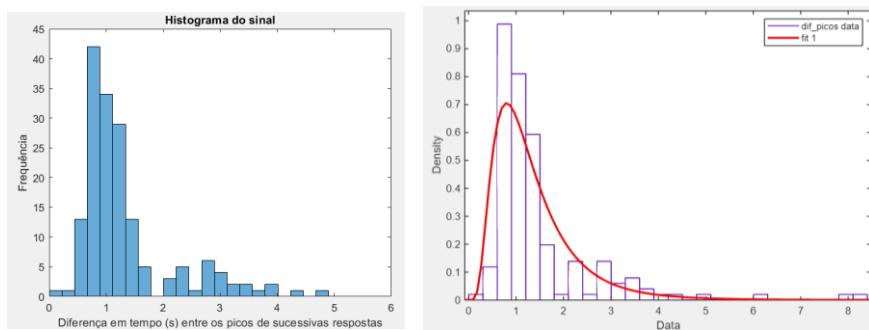 Histograma do sinal
45
40
35
30
25
20
15
10
5
0
Frequência
0 1 2 3 4 5 6
Diferença em tempo (s) entre os picos de sucessivas respostas
dif_picos data
fit 1
1
0.9
0.8
0.7
0.6
0.5
0.4
0.3
0.2
0.1
0
Density
0 1 2 3 4 5 6 7 8
Data